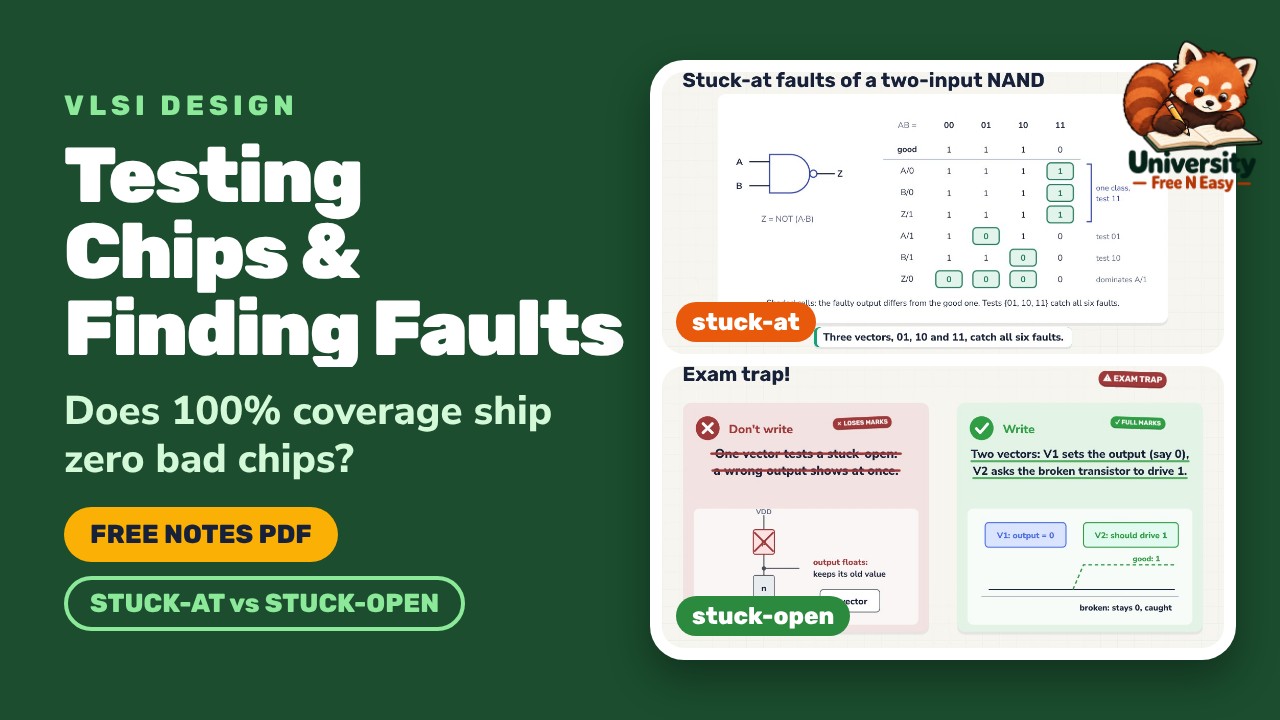 VLSI DESIGN
Testing
Chips &
Finding Faults
Does 100% coverage ship
zero bad chips?
FREE NOTES PDF
STUCK-AT vs STUCK-OPEN
Stuck-at faults of a two-input NAND
A
B
Z
Z = NOT (A·B)
AB = 00 01 10 11
good 1 1 1 0
A/0 1 1 1 1
B/0 1 1 1 1
Z/1 1 1 1 1
one class,
test 11
A/1 1 0 1 0 test 01
B/1 1 1 0 0 test 10
Z/0 0 0 0 0 dominates A/1
: the faulty output differs from the good one. Tests {01, 10, 11} catch all six faults.
stuck-at
Three vectors, 01, 10 and 11, catch all six faults.
University
Free N Easy
Exam trap!
EXAM TRAP
Don't write
× LOSES MARKS
One vector tests a stuck-open:
a wrong output shows at once.
VDD
n
output floats:
keeps its old value
vector
stuck-open
Write
✓ FULL MARKS
Two vectors: V1 sets the output (say 0),
V2 asks the broken transistor to drive 1.
V1: output = 0
V2: should drive 1
good: 1
broken: stays 0, caught